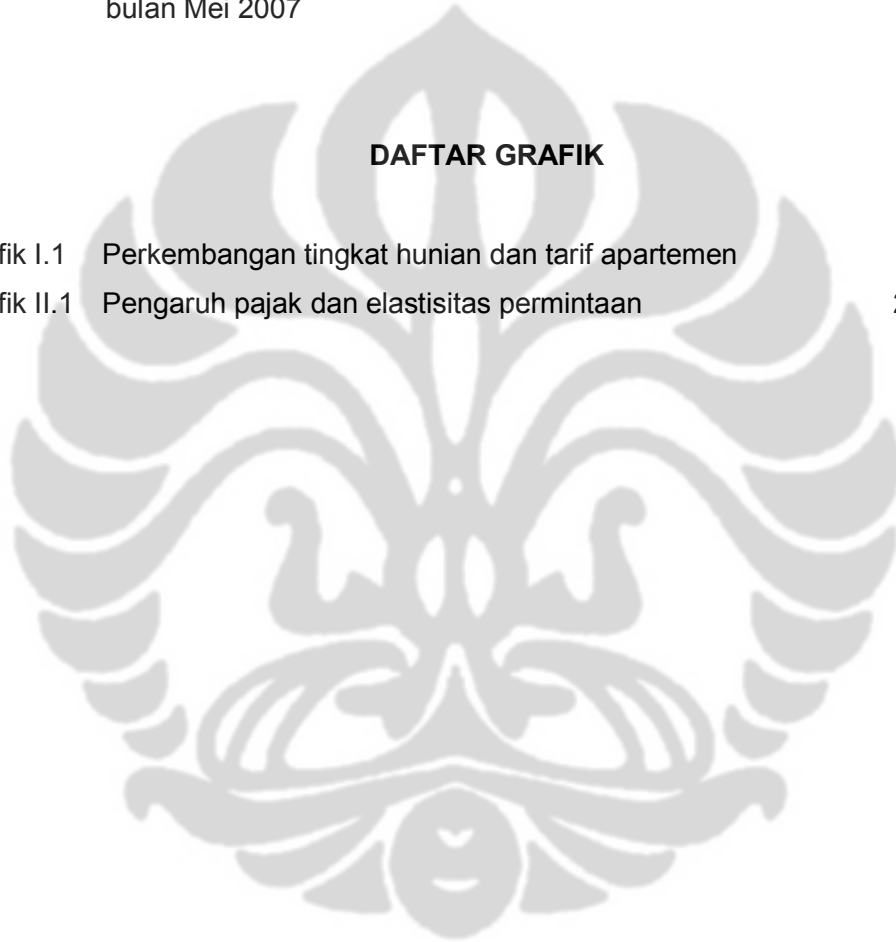 bulan Mei 2007
DAFTAR GRAFIK
fik I.1 Perkembangan tingkat hunian dan tarif apartemen
fik II.1 Pengaruh pajak dan elastisitas permintaan